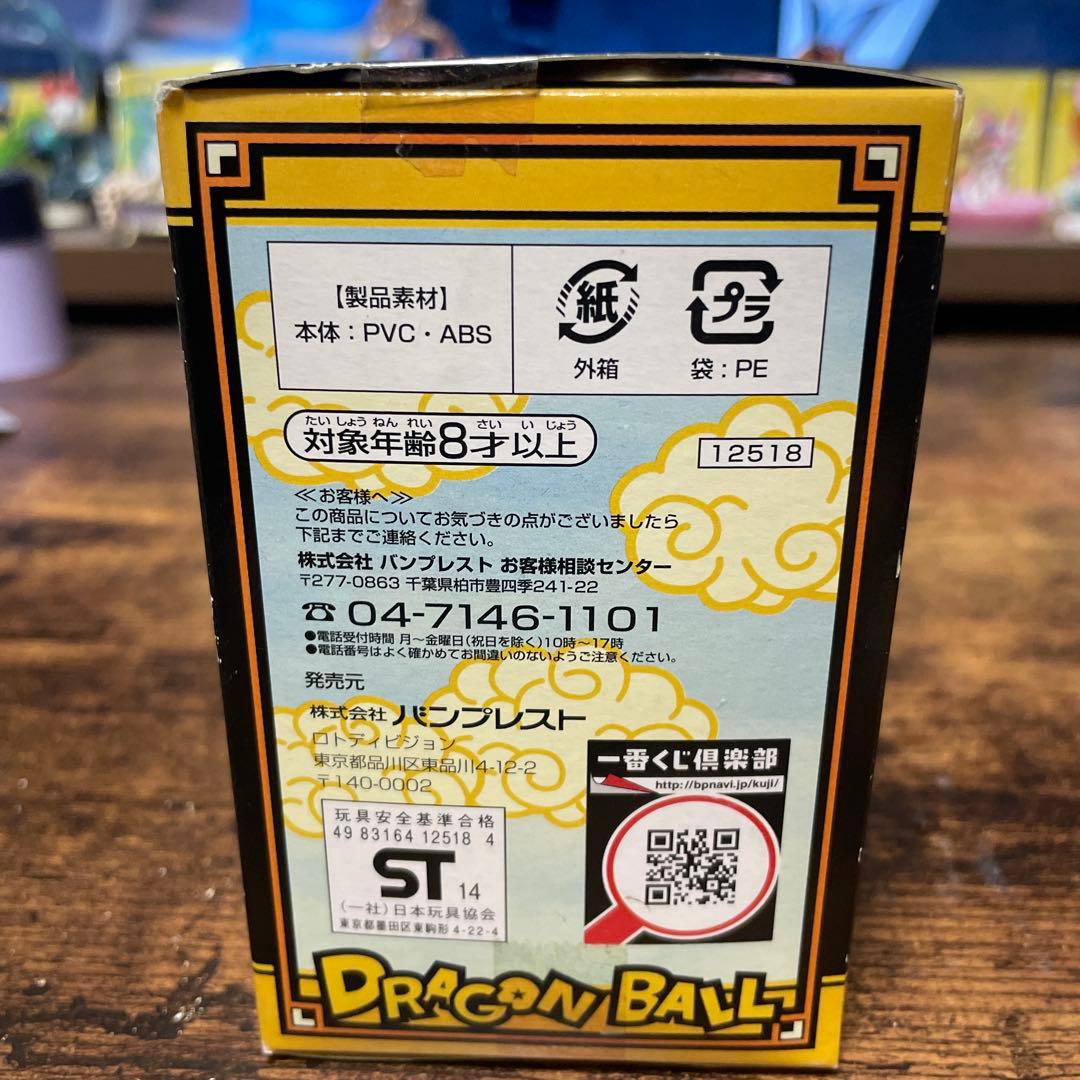 【製品素材】
本体：PVC・ABS
紙
外箱
プラ
袋：PE
たいしょうねんれい さい いじょう
対象年齢8才以上
12518
≪お客様へ≫
この商品についてお気づきの点がございましたら
下記までご連絡ください。
株式会社 バンプレスト お客様相談センター
〒277-0863 千葉県柏市豊四季241-22
☎ 04-7146-1101
●電話受付時間 月～金曜日（祝日を除く）10時～17時
●電話番号はよく確かめてお間違いのないようご注意ください。
発売元
株式会社 バンプレスト
ロトディビジョン
東京都品川区東品川4-12-2
〒140-0002
一番くじ倶楽部
http://bpnavi.jp/kuji/
玩具安全基準合格
49 83164 12518 4
ST 14
（一社）日本玩具協会
東京都墨田区東駒形4-22-4
DRAGON BALL